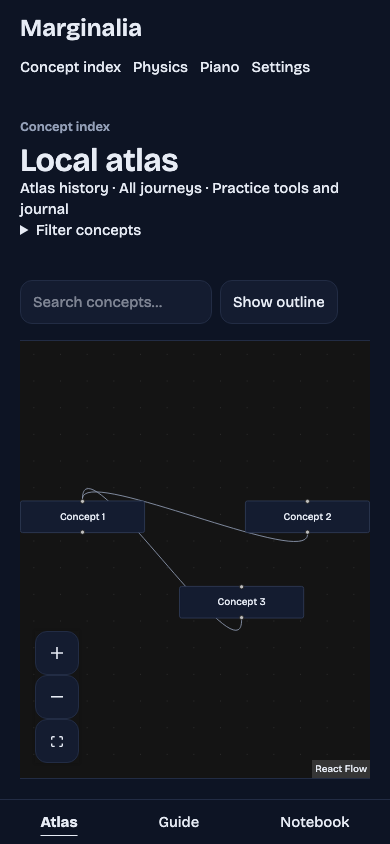 Marginalia
Concept index Physics Piano Settings
Concept index
Local atlas
Atlas history · All journeys · Practice tools and
journal
Filter concepts
Search concepts...
Show outline
Concept 1
Concept 2
Concept 3
React Flow
Atlas
Guide
Notebook